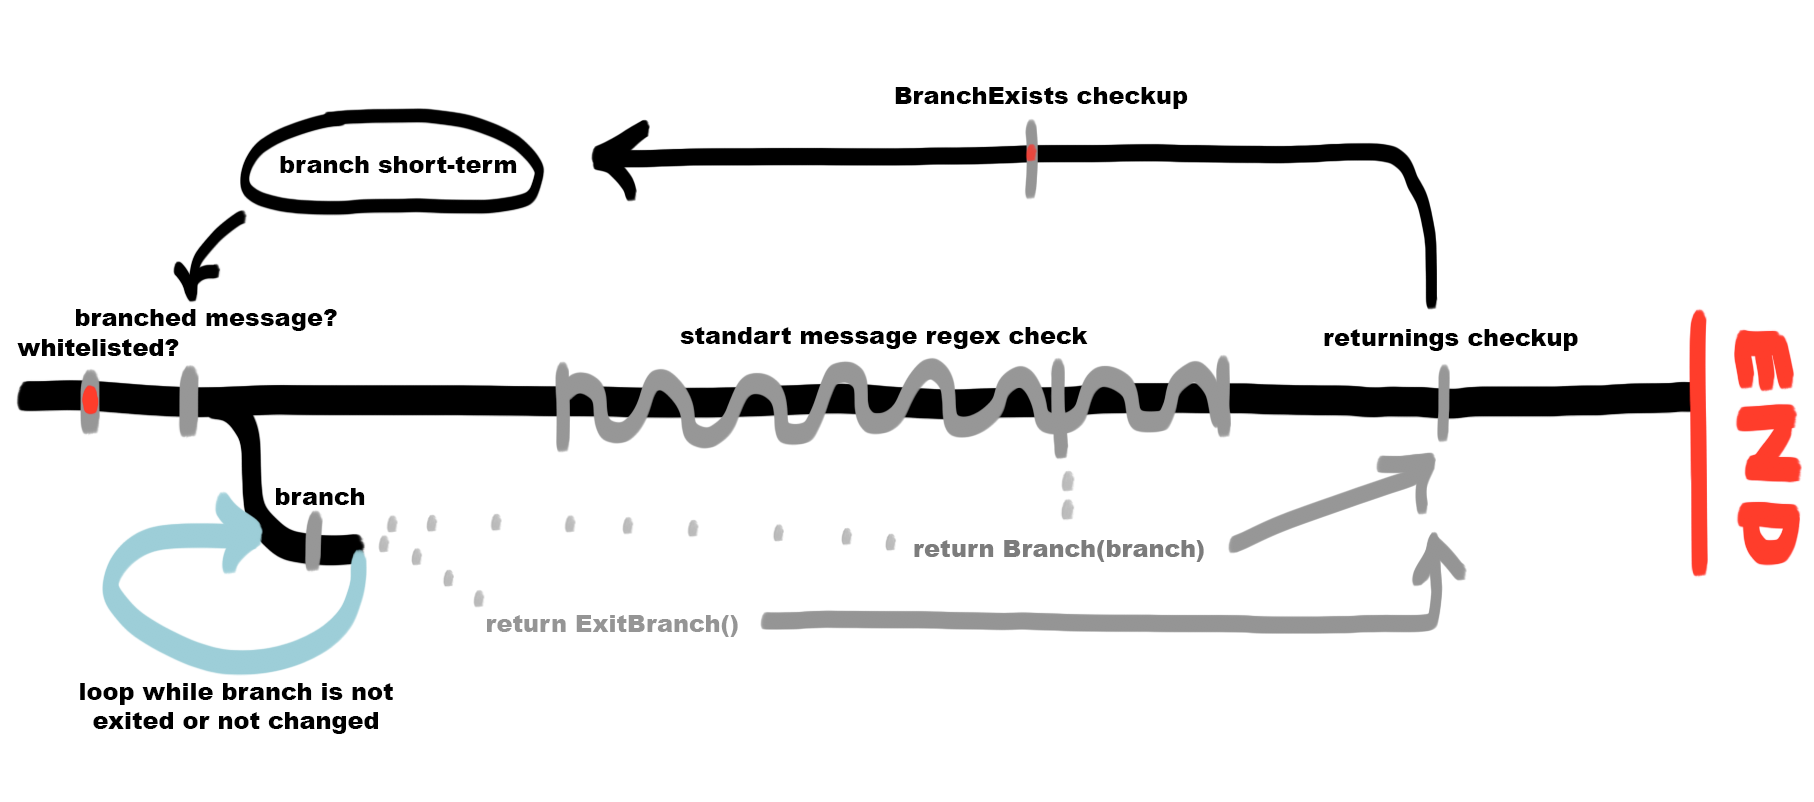 BranchExists checkup
branch short-term
branched message?
whitelisted?
standart message regex check
returnings checkup
END
branch
return Branch(branch)
return ExitBranch()
loop while branch is not
exited or not changed